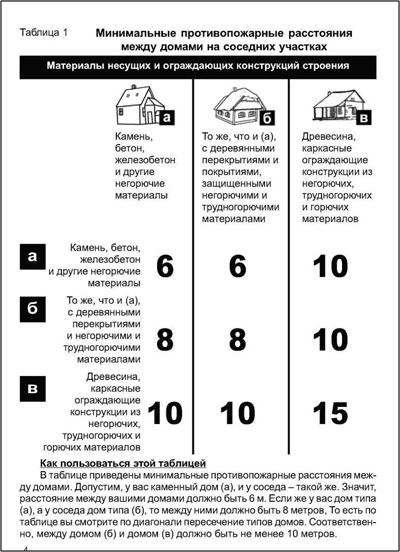 Таблица 1
Минимальные противопожарные расстояния
между домами на соседних участках
Материалы несущих и ограждающих конструкций строения
а
б
в
Камень,
бетон,
железобетон
и другие
негорючие
материалы
То же, что и (а),
с деревянными
перекрытиями и
покрытиями,
защищенными
негорючими и
трудногорючими
материалами
Древесина,
каркасные
ограждающие
конструкции из
негорючих,
трудногорючих
и горючих
материалов
а
Камень, бетон,
железобетон
и другие негорючие
материалы
6 6 10
б
То же, что и (а),
с деревянными
перекрытиями
и негорючими и
трудногорючими
материалами
8 8 10
в
Древесина,
каркасные
ограждающие
конструкции из
негорючих,
трудногорючих и
горючих материалов
10 10 15
Как пользоваться этой таблицей
В таблице приведены минимальные противопожарные расстояния меж-
ду домами. Допустим, у вас каменный дом (а), и у соседа – такой же. Значит,
расстояние между вашими домами должно быть 6 м. Если же у вас дом типа
(а), а у соседа дом типа (б), то между ними должно быть 8 метров, То есть по
таблице вы смотрите по диагонали пересечение типов домов. Соответствен-
но, между домом (б) и домом (в) должно быть не менее 10 метров.
4